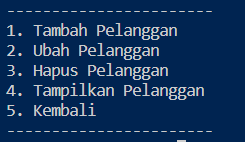 -----------------------
1. Tambah Pelanggan
2. Ubah Pelanggan
3. Hapus Pelanggan
4. Tampilkan Pelanggan
5. Kembali
-----------------------